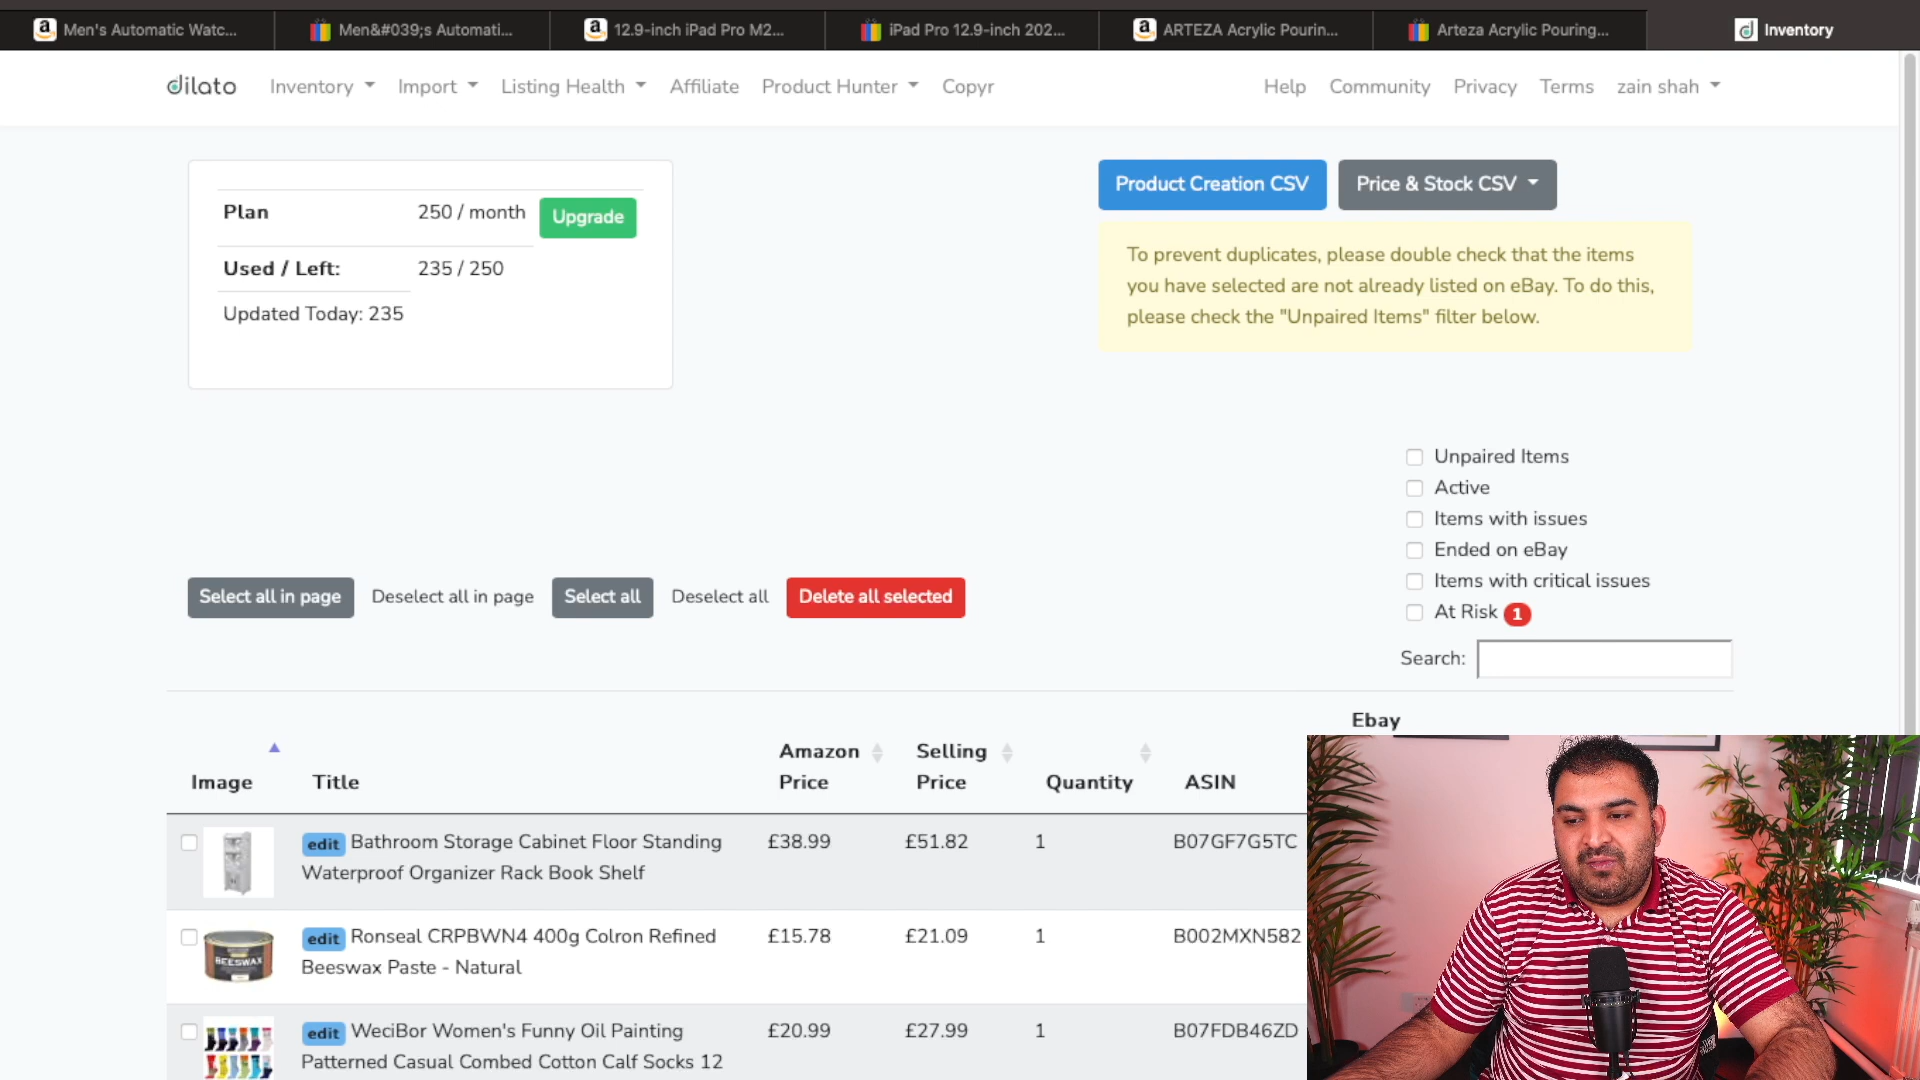 Men's Automatic Watc...
Men&#039;s Automati...
12.9-inch iPad Pro M2...
iPad Pro 12.9-inch 202...
ARTEZA Acrylic Pourin...
Arteza Acrylic Pouring...
Inventory
dilato
Inventory
Import
Listing Health
Affiliate
Product Hunter
Copyr
Help
Community
Privacy
Terms
zain shah
Plan 250 / month Upgrade
Used / Left: 235 / 250
Updated Today: 235
Product Creation CSV
Price & Stock CSV
To prevent duplicates, please double check that the items
you have selected are not already listed on eBay. To do this,
please check the "Unpaired Items" filter below.
Unpaired Items
Active
Items with issues
Ended on eBay
Items with critical issues
At Risk 1
Select all in page
Deselect all in page
Select all
Deselect all
Delete all selected
Search:
Image
Title
Amazon
Price
Selling
Price
Quantity
ASIN
Ebay
edit Bathroom Storage Cabinet Floor Standing
Waterproof Organizer Rack Book Shelf
£38.99
£51.82
1
B07GF7G5TC
BEESWAX
edit Ronseal CRPBWN4 400g Colron Refined
Beeswax Paste - Natural
£15.78
£21.09
1
B002MXN582
edit WeciBor Women's Funny Oil Painting
Patterned Casual Combed Cotton Calf Socks 12
£20.99
£27.99
1
B07FDB46ZD